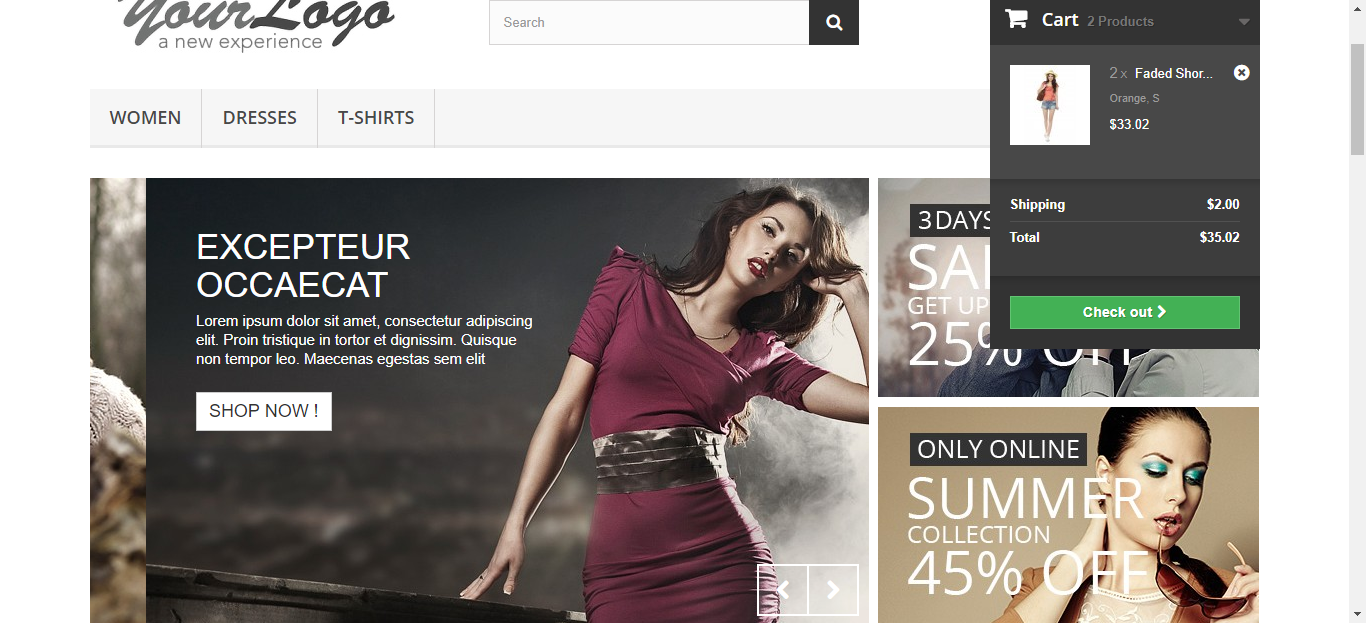 YourLogo
a new experience
Search
Cart 2 Products
2 x Faded Shor...
Orange, S
$33.02
Shipping $2.00
Total $35.02
Check out
WOMEN DRESSES T-SHIRTS
EXCEPTEUR
OCCAECAT
Lorem ipsum dolor sit amet, consectetur adipiscing
elit. Proin tristique in tortor et dignissim. Quisque
non tempor leo. Maecenas egestas sem elit
SHOP NOW !
3 DAYS
GET UP
25% OFF
ONLY ONLINE
SUMMER
COLLECTION
45% OFF